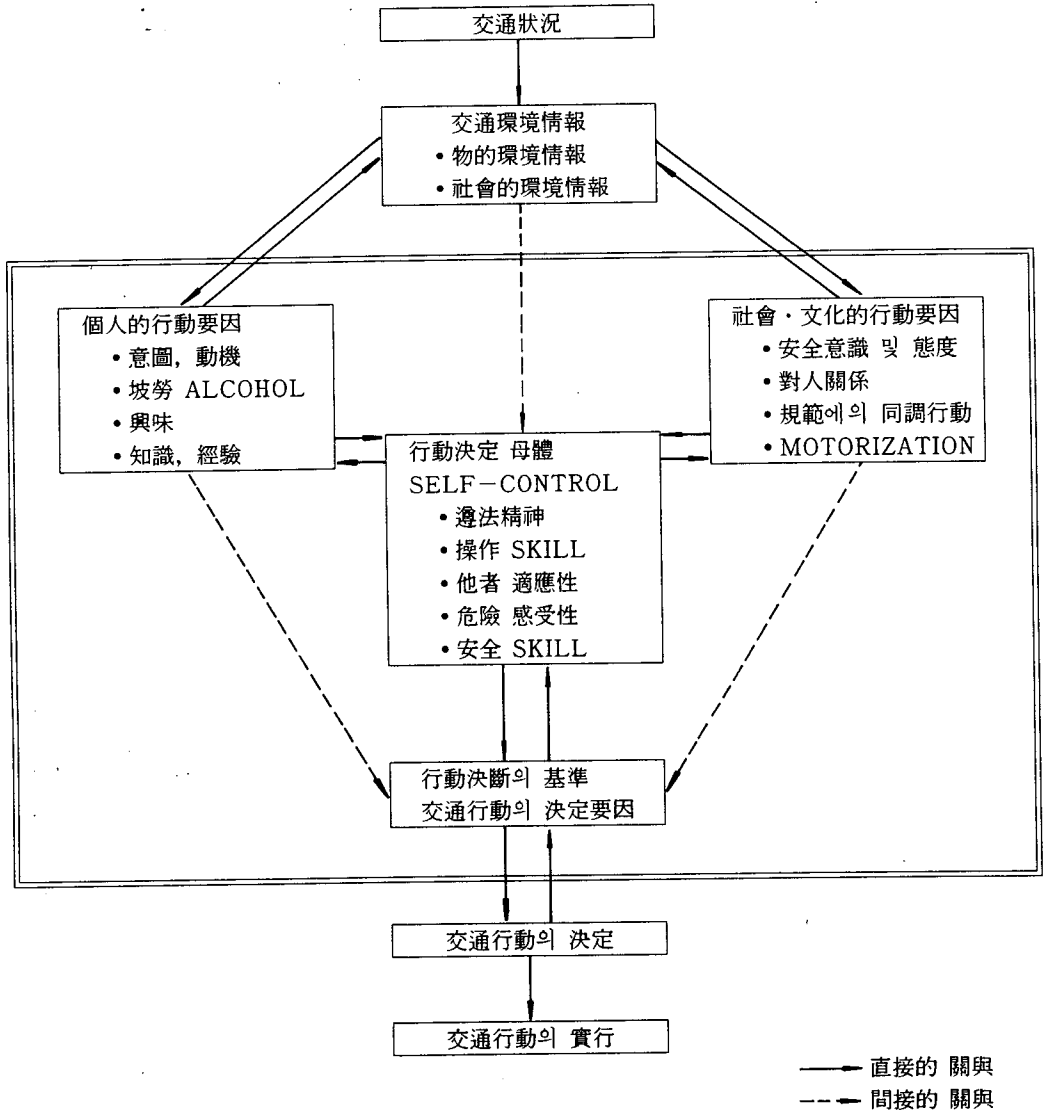 交通狀況
交通環境情報
• 物的環境情報
• 社會的環境情報
個人的行動要因
• 意圖, 動機
• 坡勞 ALCOHOL
• 興味
• 知識, 經驗
社會·文化的行動要因
• 安全意識 및 態度
• 對人關係
• 規範에의 同調行動
• MOTORIZATION
行動決定 母體
SELF-CONTROL
• 遵法精神
• 操作 SKILL
• 他者 適應性
• 危險 感受性
• 安全 SKILL
行動決斷의 基準
交通行動의 決定要因
交通行動의 決定
交通行動의 實行
直接的 關與
間接的 關與